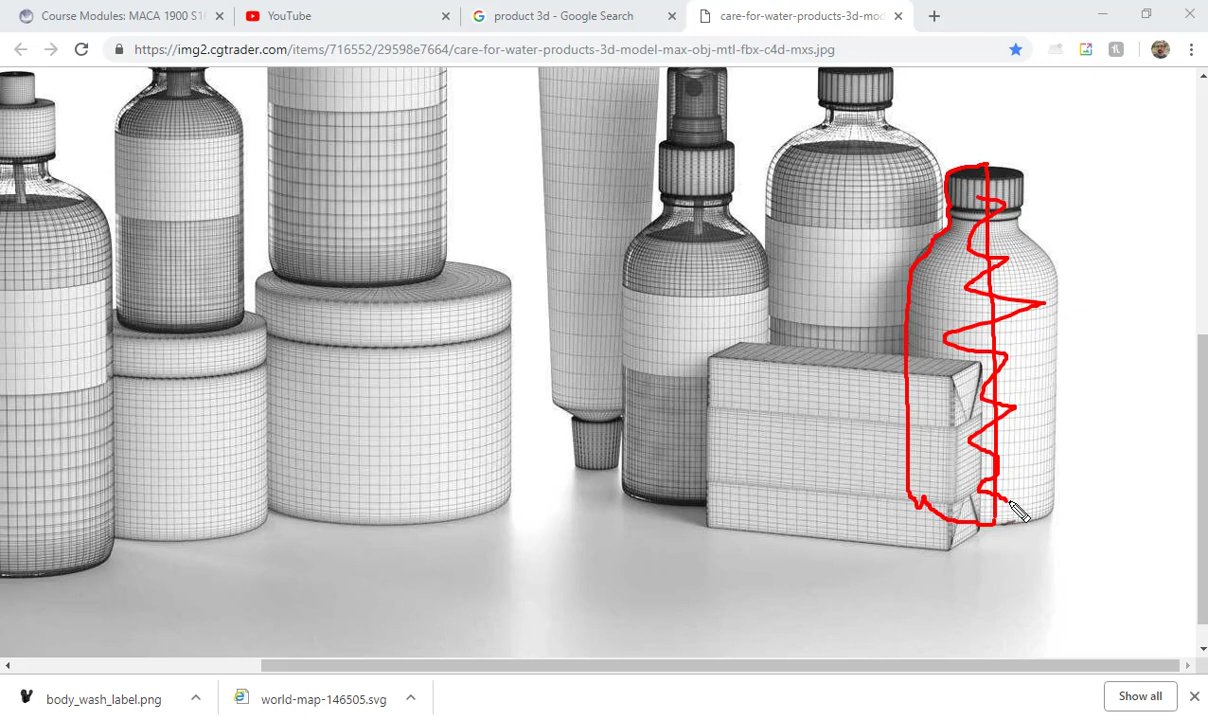 Course Modules: MACA 1900 S1
YouTube
product 3d - Google Search
care-for-water-products-3d-mod
https://img2.cgtrader.com/items/716552/29598e7664/care-for-water-products-3d-model-max-obj-mtl-fbx-c4d-mxs.jpg
body_wash_label.png
world-map-146505.svg
Show all